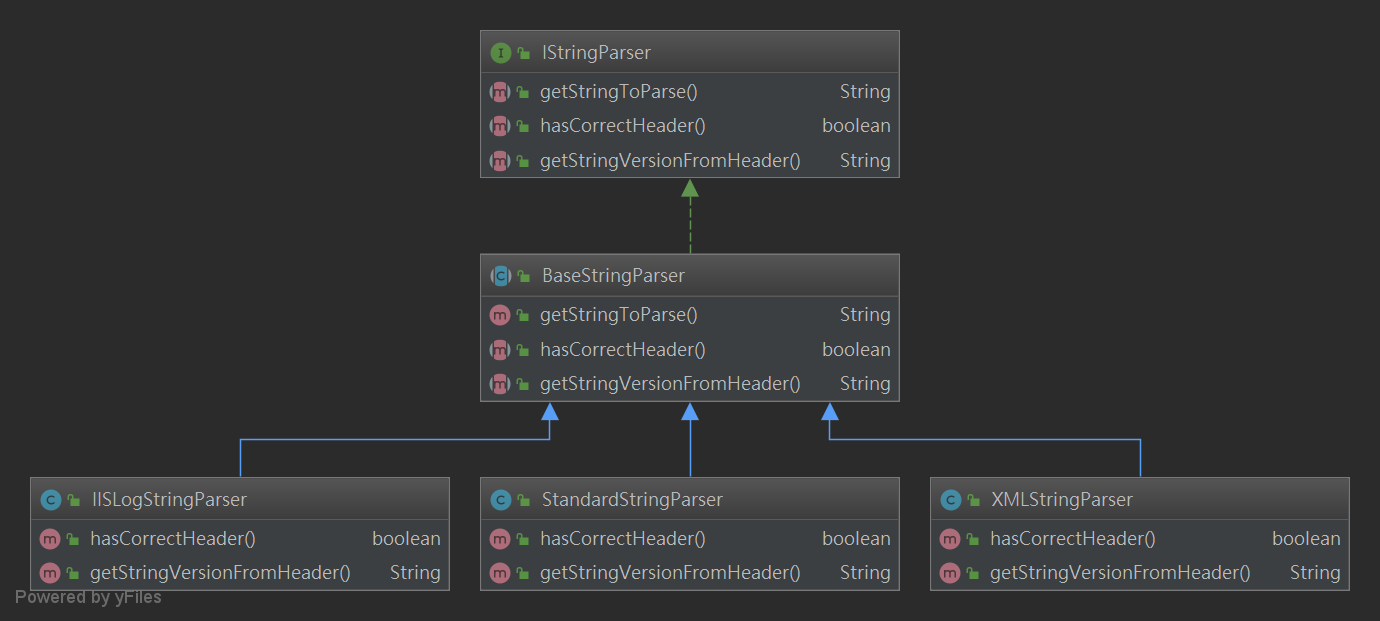 IStringParser
getStringToParse() String
hasCorrectHeader() boolean
getStringVersionFromHeader() String
BaseStringParser
getStringToParse() String
hasCorrectHeader() boolean
getStringVersionFromHeader() String
IISLogStringParser
hasCorrectHeader() boolean
getStringVersionFromHeader() String
StandardStringParser
hasCorrectHeader() boolean
getStringVersionFromHeader() String
XMLStringParser
hasCorrectHeader() boolean
getStringVersionFromHeader() String
Powered by yFiles